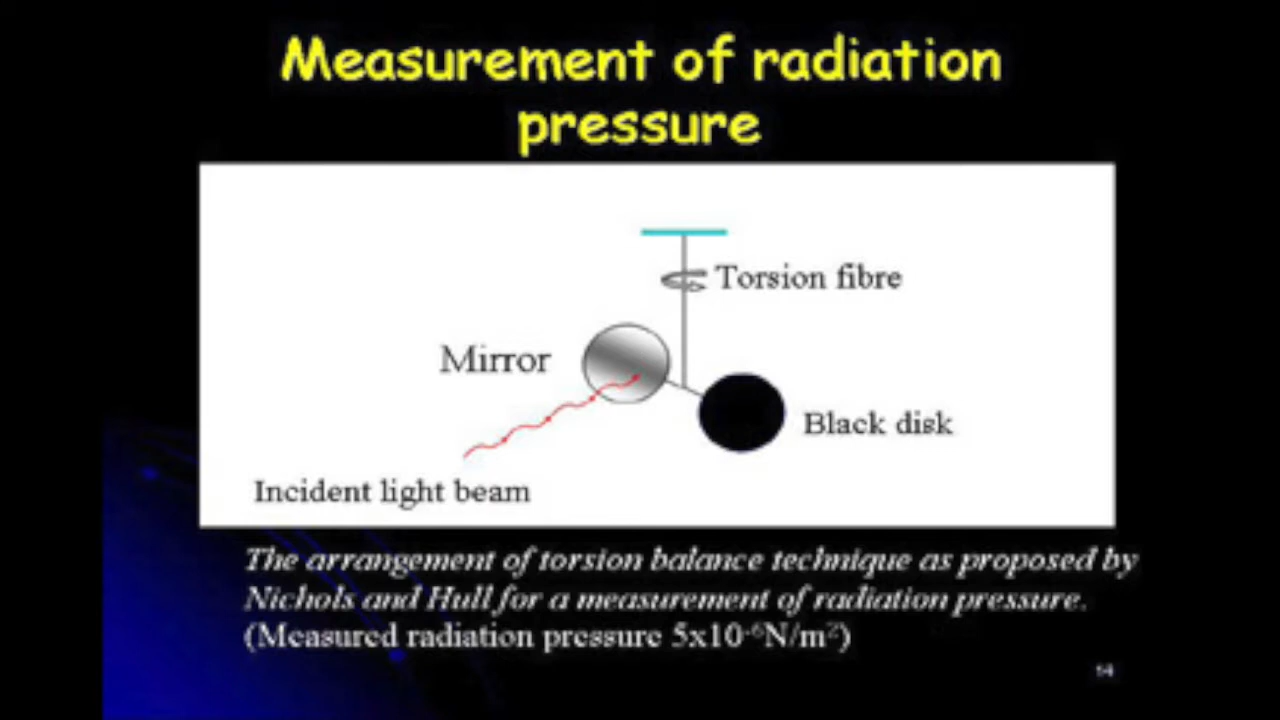 Measurement of radiation
pressure
Torsion fibre
Mirror
Black disk
Incident light beam
The arrangement of torsion balance technique as proposed by
Nichols and Hull for a measurement of radiation pressure.
(Measured radiation pressure 5x10⁻⁶N/m²)
14